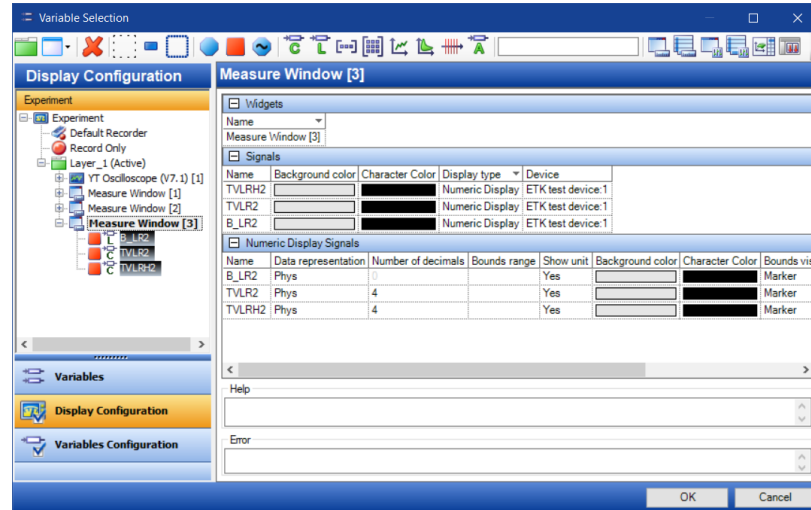 Variable Selection
Display Configuration
Measure Window [3]
Experiment
Experiment
Default Recorder
Record Only
Layer_1 (Active)
YT Oscilloscope (V7.1) [1]
Measure Window [1]
Measure Window [2]
Measure Window [3]
B_LR2
TVLR2
TVLRH2
Variables
Display Configuration
Variables Configuration
Widgets
Name
Measure Window [3]
Signals
Name Background color Character Color Display type Device
TVLRH2 Numeric Display ETK test device:1
TVLR2 Numeric Display ETK test device:1
B_LR2 Numeric Display ETK test device:1
Numeric Display Signals
Name Data representation Number of decimals Bounds range Show unit Background color Character Color Bounds vis
B_LR2 Phys 0 Yes Marker
TVLR2 Phys 4 Yes Marker
TVLRH2 Phys 4 Yes Marker
Help
Error
OK Cancel